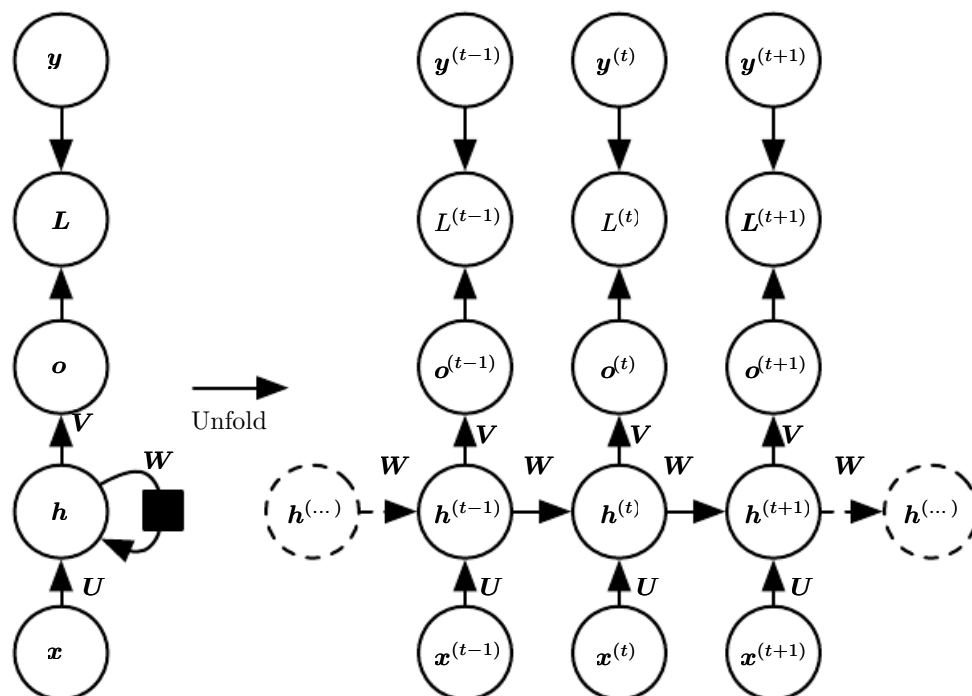 y y^(t−1) y^(t) y^(t+1)
L L^(t−1) L^(t) L^(t+1)
o o^(t−1) o^(t) o^(t+1)
Unfold
V V V V
W W W W W
h h^(...) h^(t−1) h^(t) h^(t+1) h^(...)
U U U U
x x^(t−1) x^(t) x^(t+1)